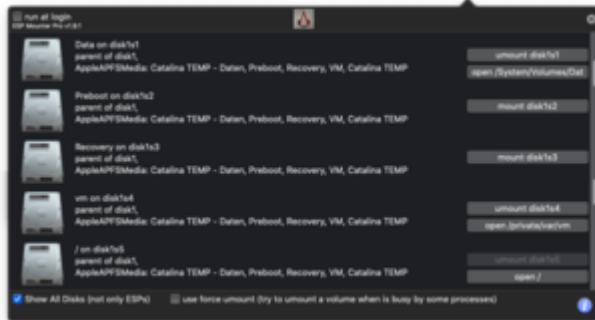 run at login
ESP Mounter Pro v1.9.1
Data on disk1s1
parent of disk1,
AppleAPFSMedia: Catalina TEMP - Daten, Preboot, Recovery, VM, Catalina TEMP
umount disk1s1
open /System/Volumes/Dat
Preboot on disk1s2
parent of disk1,
AppleAPFSMedia: Catalina TEMP - Daten, Preboot, Recovery, VM, Catalina TEMP
mount disk1s2
Recovery on disk1s3
parent of disk1,
AppleAPFSMedia: Catalina TEMP - Daten, Preboot, Recovery, VM, Catalina TEMP
mount disk1s3
vm on disk1s4
parent of disk1,
AppleAPFSMedia: Catalina TEMP - Daten, Preboot, Recovery, VM, Catalina TEMP
umount disk1s4
open /private/var/vm
/ on disk1s5
parent of disk1,
AppleAPFSMedia: Catalina TEMP - Daten, Preboot, Recovery, VM, Catalina TEMP
umount disk1s5
open /
Show All Disks (not only ESPs)
use force umount (try to umount a volume when is busy by some processes)